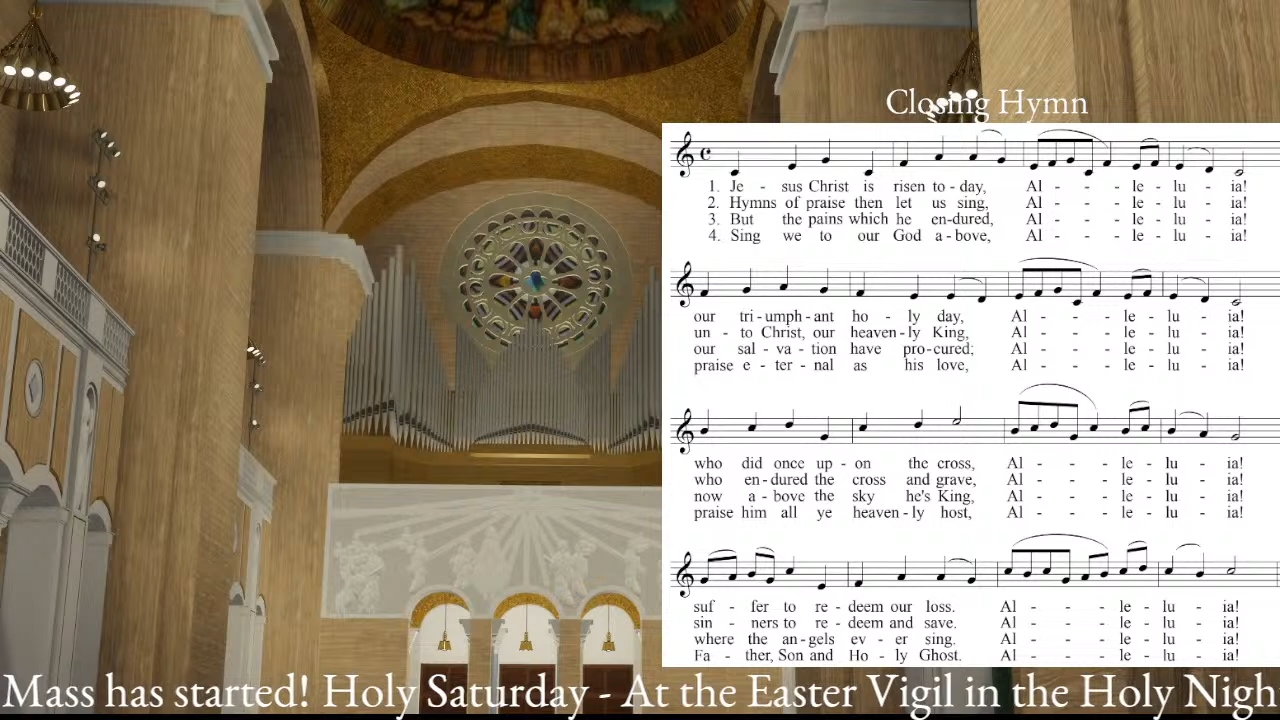 Closing Hymn
1. Je - sus Christ is risen to - day, Al - - - le - lu - ia!
2. Hymns of praise then let us sing, Al - - - le - lu - ia!
3. But the pains which he en-dured, Al - - - le - lu - ia!
4. Sing we to our God a - bove, Al - - - le - lu - ia!
our tri - umph - ant ho - ly day, Al - - - le - lu - ia!
un - to Christ, our heaven - ly King, Al - - - le - lu - ia!
our sal - va - tion have pro - cured; Al - - - le - lu - ia!
praise e - ter - nal as his love, Al - - - le - lu - ia!
who did once up - on the cross, Al - - - le - lu - ia!
who en - dured the cross and grave, Al - - - le - lu - ia!
now a - bove the sky he's King, Al - - - le - lu - ia!
praise him all ye heaven - ly host, Al - - - le - lu - ia!
suf - fer to re - deem our loss. Al - - - le - lu - ia!
sin - ners to re - deem and save. Al - - - le - lu - ia!
where the an - gels ev - er sing. Al - - - le - lu - ia!
Fa - ther, Son and Ho - ly Ghost. Al - - - le - lu - ia!
Mass has started! Holy Saturday - At the Easter Vigil in the Holy Nigh